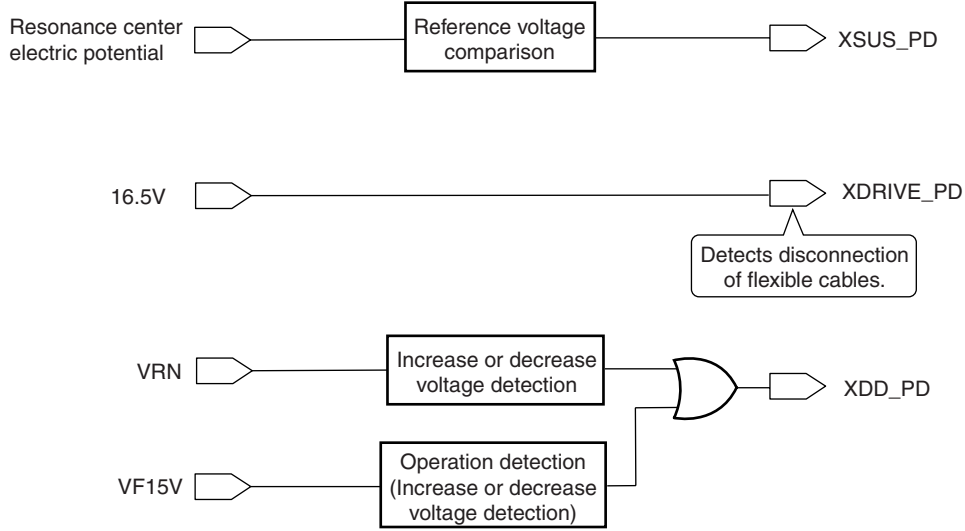 Resonance center
electric potential
Reference voltage
comparison
XSUS_PD
16.5V
XDRIVE_PD
Detects disconnection
of flexible cables.
VRN
Increase or decrease
voltage detection
XDD_PD
VF15V
Operation detection
(Increase or decrease
voltage detection)